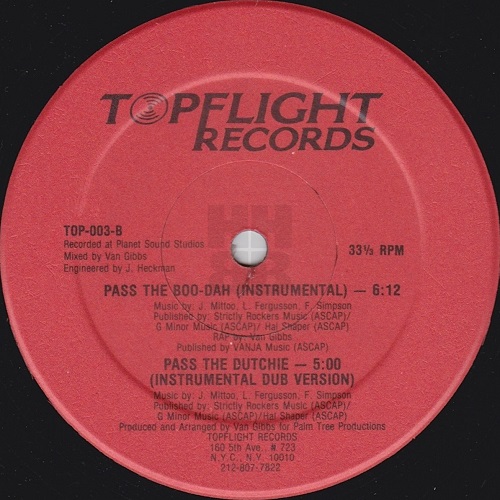 TOPFLIGHT
RECORDS
TOP-003-B
Recorded at Planet Sound Studios
Mixed by Van Gibbs
Engineered by J. Heckman
33⅓ RPM
PASS THE BOO-DAH (INSTRUMENTAL) — 6:12
Music by: J. Mittoo, L. Fergusson, F. Simpson
Published by: Strictly Rockers Music (ASCAP)/
G Minor Music (ASCAP)/ Hal Shaper (ASCAP)
RAP by: Van Gibbs
Published by VANJA Music (ASCAP)
PASS THE DUTCHIE — 5:00
(INSTRUMENTAL DUB VERSION)
Music by: J. Mittoo, L. Fergusson, F. Simpson
Published by: Strictly Rockers Music (ASCAP)/
G Minor Music (ASCAP)/Hal Shaper (ASCAP)
Produced and Arranged by Van Gibbs for Palm Tree Productions
TOPFLIGHT RECORDS
160 5th Ave. # 723
N.Y.C., N.Y. 10010
212-807-7822